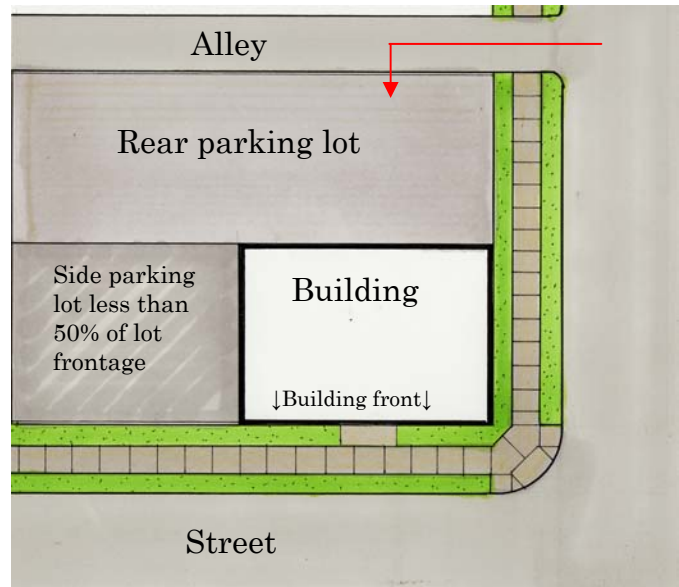 Alley
Rear parking lot
Side parking
lot less than
50% of lot
frontage
Building
↓Building front↓
Street